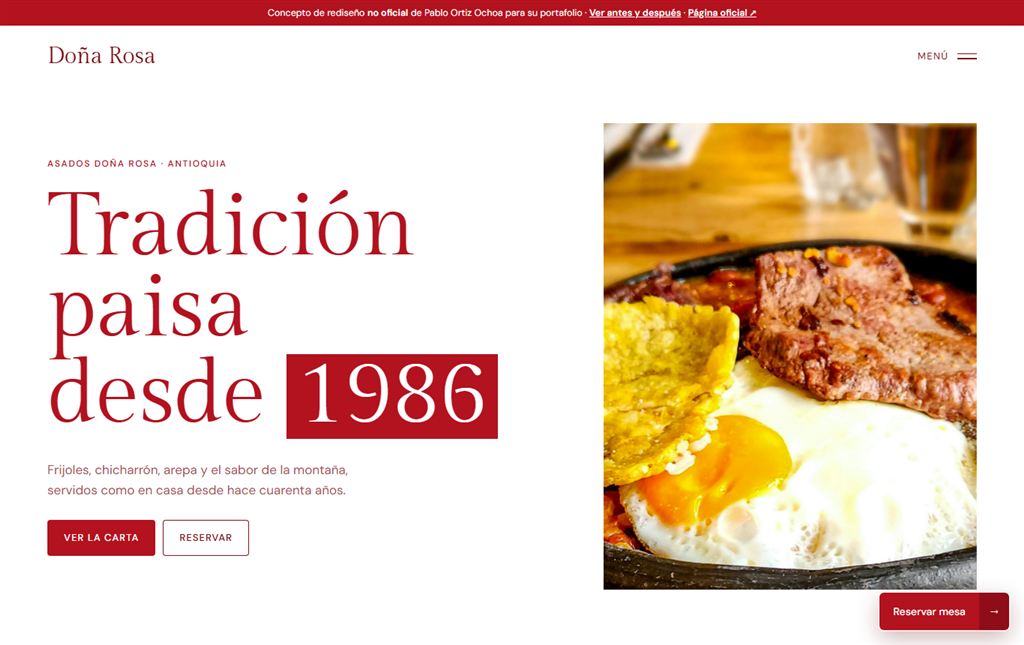 Concepto de rediseño no oficial de Pablo Ortiz Ochoa para su portafolio · Ver antes y después · Página oficial ↗
Doña Rosa
MENÚ
ASADOS DOÑA ROSA · ANTIOQUIA
Tradición
paisa
desde 1986
Frijoles, chicharrón, arepa y el sabor de la montaña,
servidos como en casa desde hace cuarenta años.
VER LA CARTA
RESERVAR
Reservar mesa →